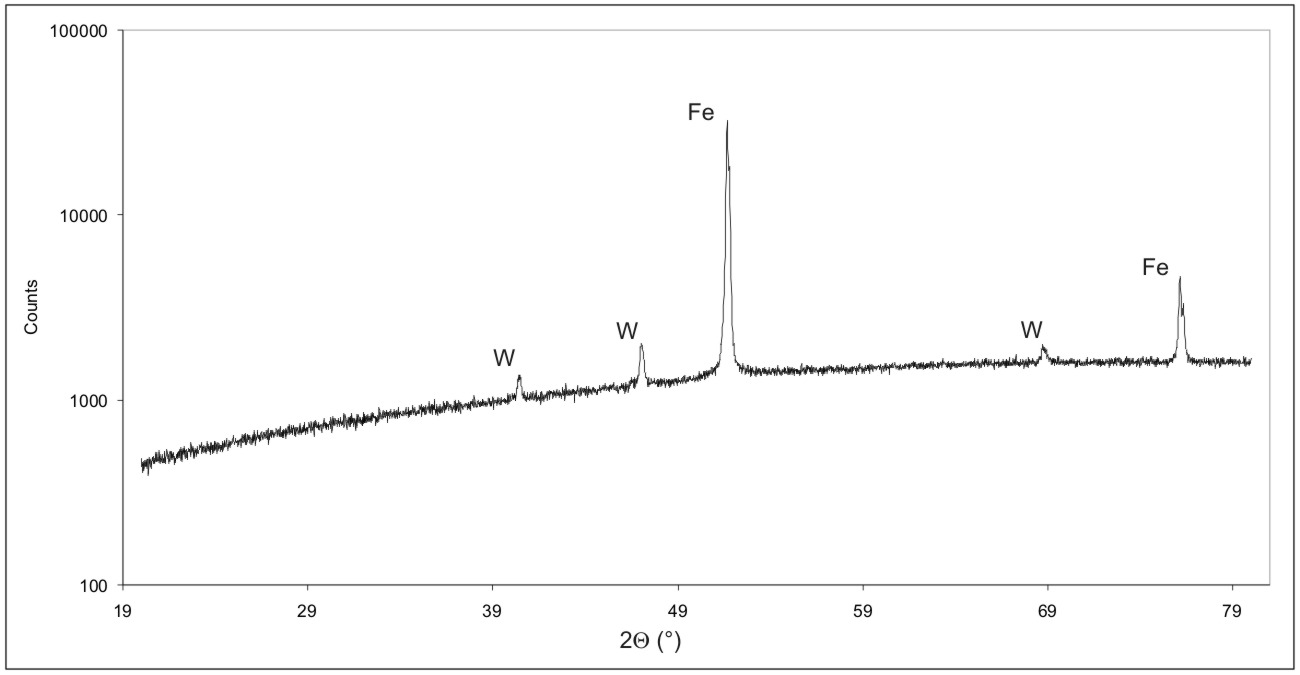 100000
Fe
10000
Fe
Counts
W
W
W
1000
100
19 29 39 49 59 69 79
2Θ (°)